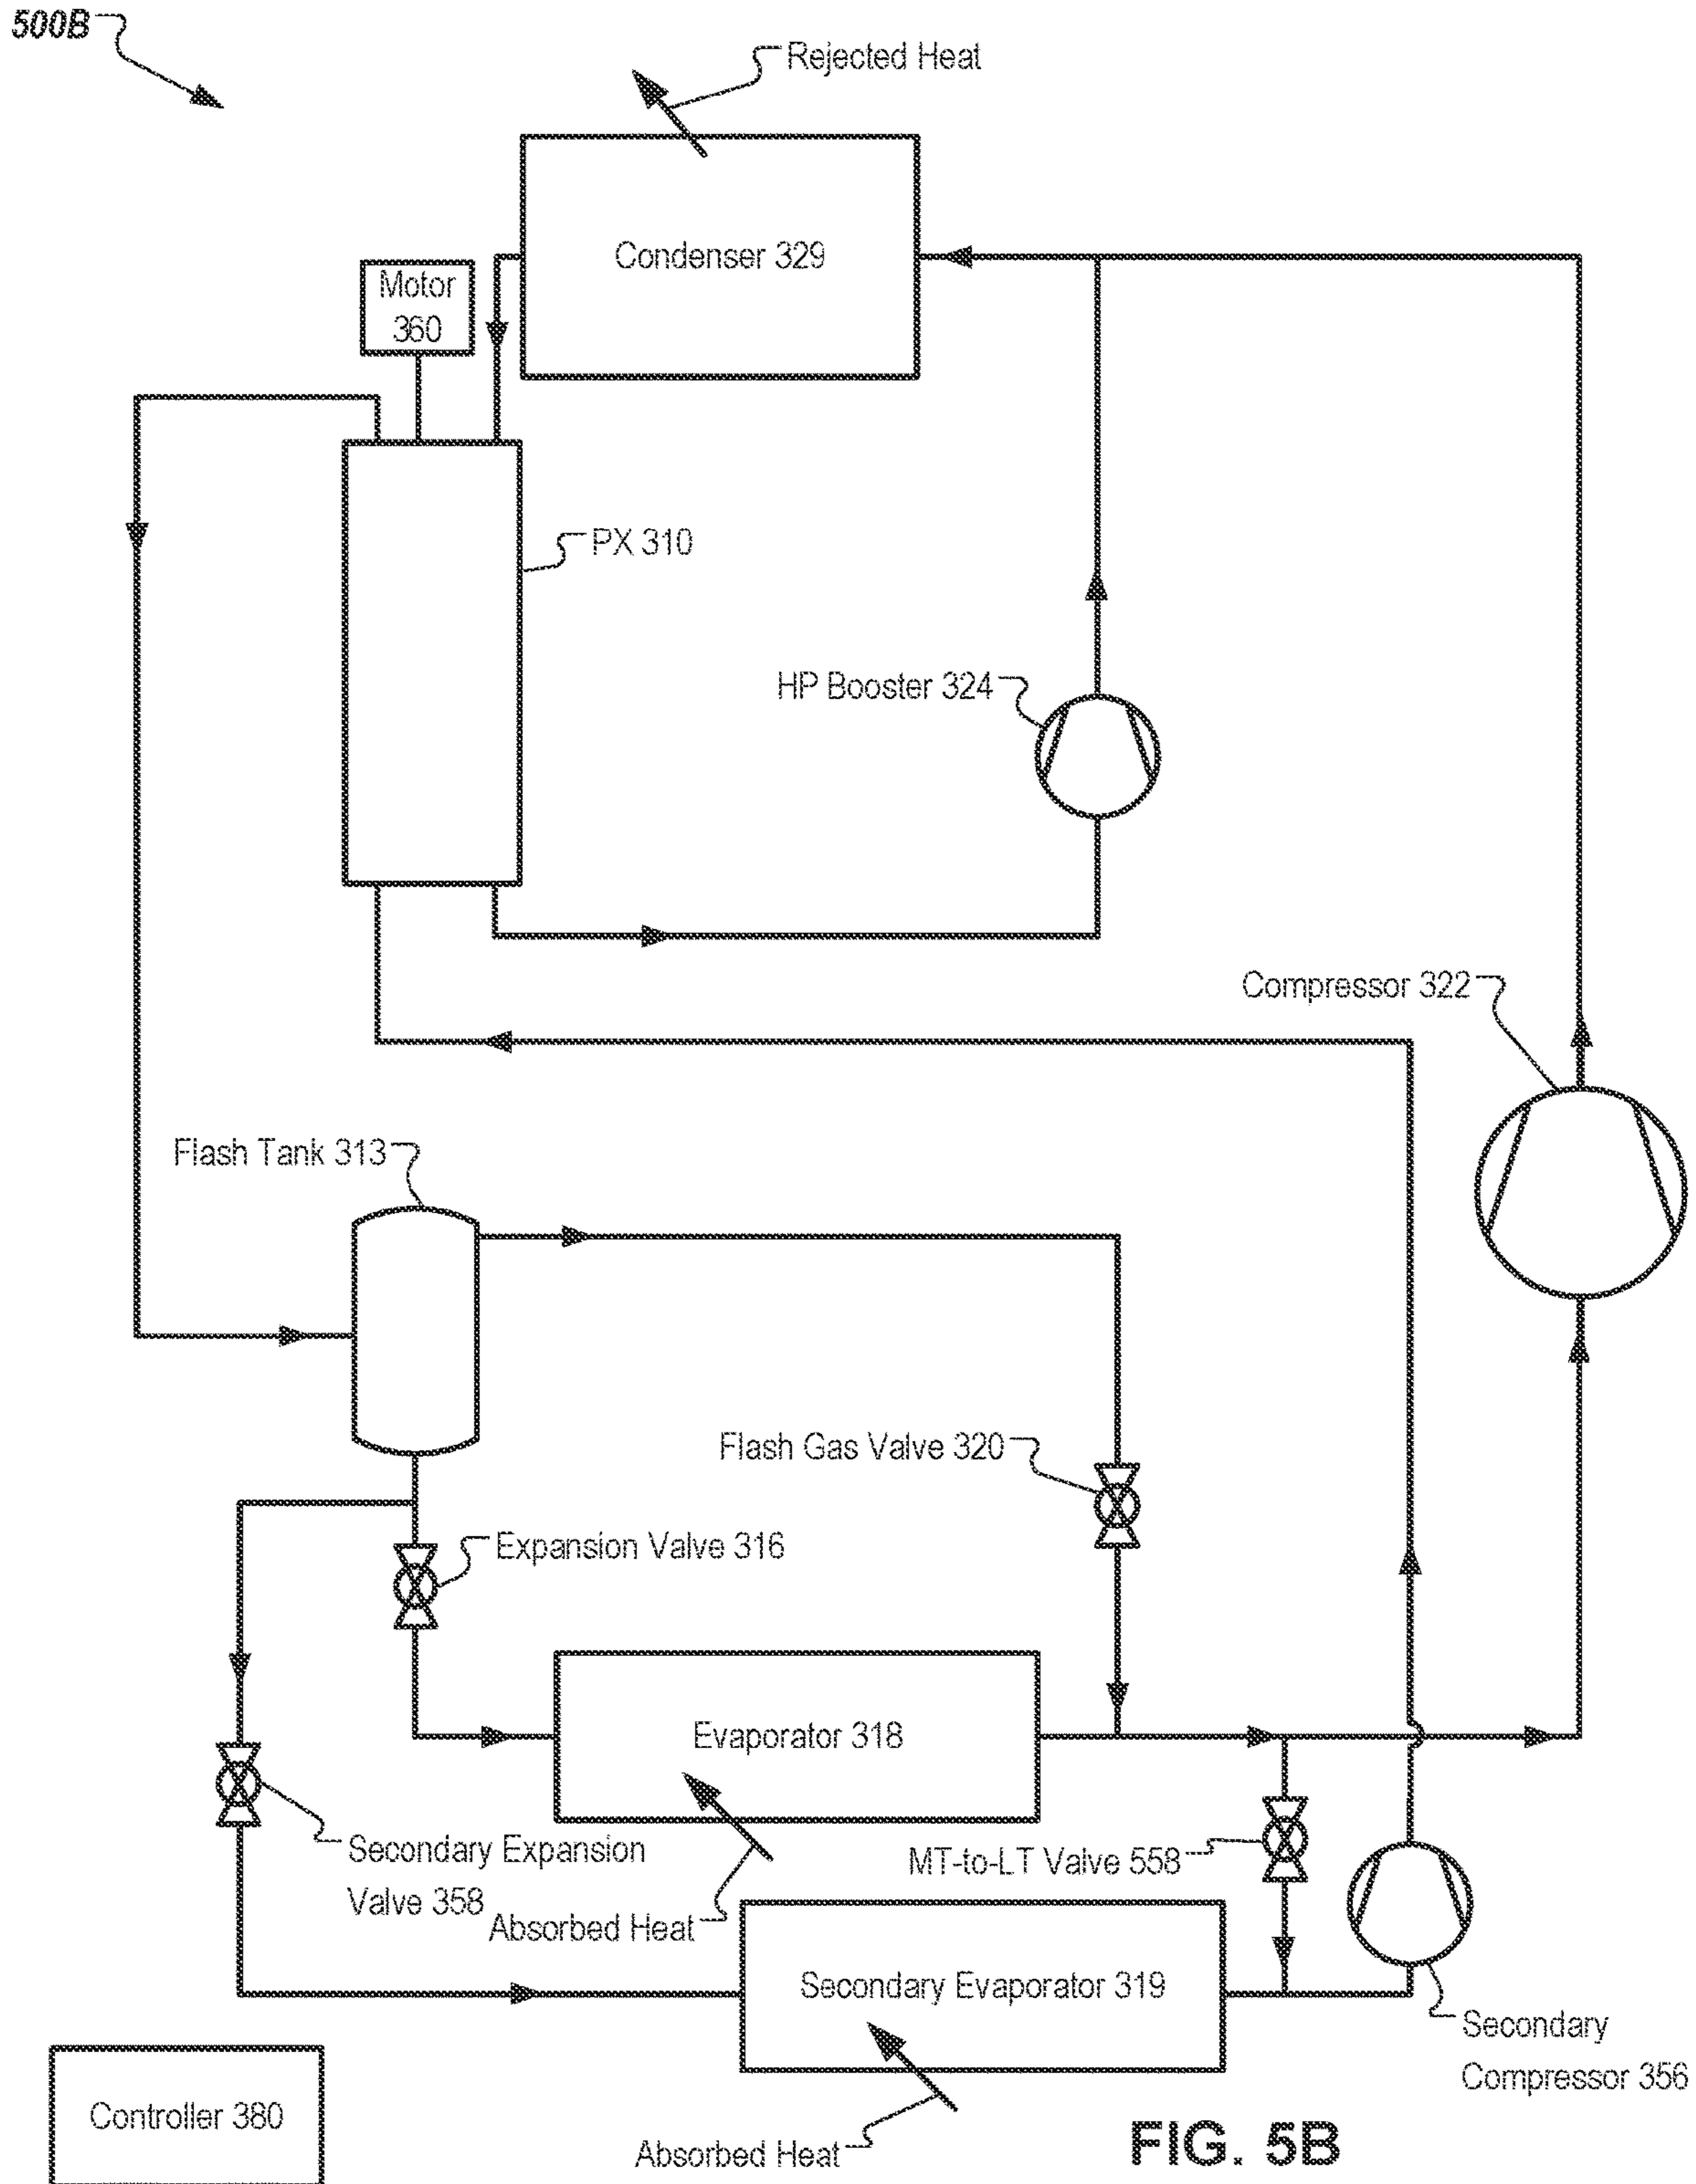 500B
Rejected Heat
Condenser 329
Motor
360
PX 310
HP Booster 324
Compressor 322
Flash Tank 313
Flash Gas Valve 320
Expansion Valve 316
Evaporator 318
Secondary Expansion
Valve 358
MT-to-LT Valve 558
Absorbed Heat
Secondary Evaporator 319
Secondary
Compressor 356
Controller 380
Absorbed Heat
FIG. 5B